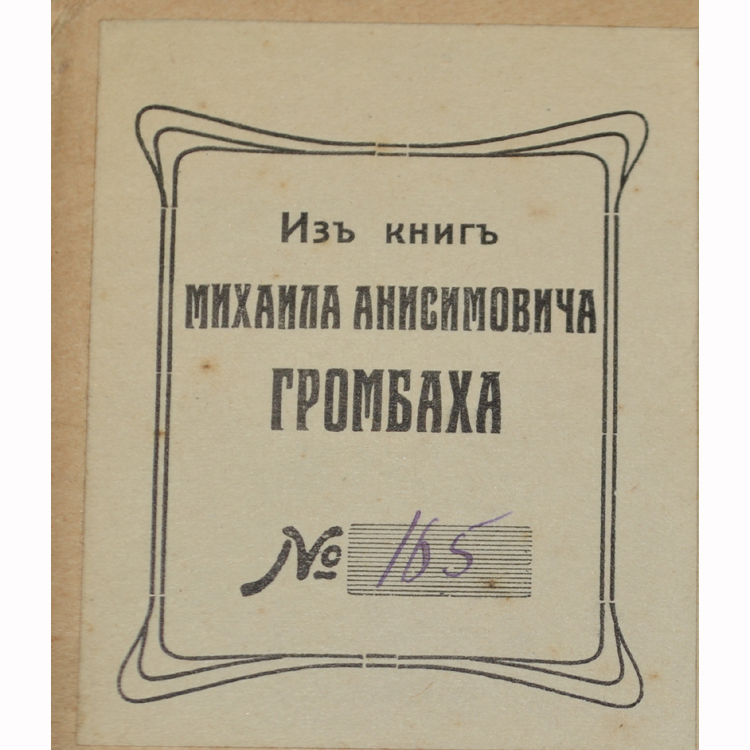 Изъ книгъ
МИХАИЛА АНИСИМОВИЧА
ГРОМБАХА
№ 165